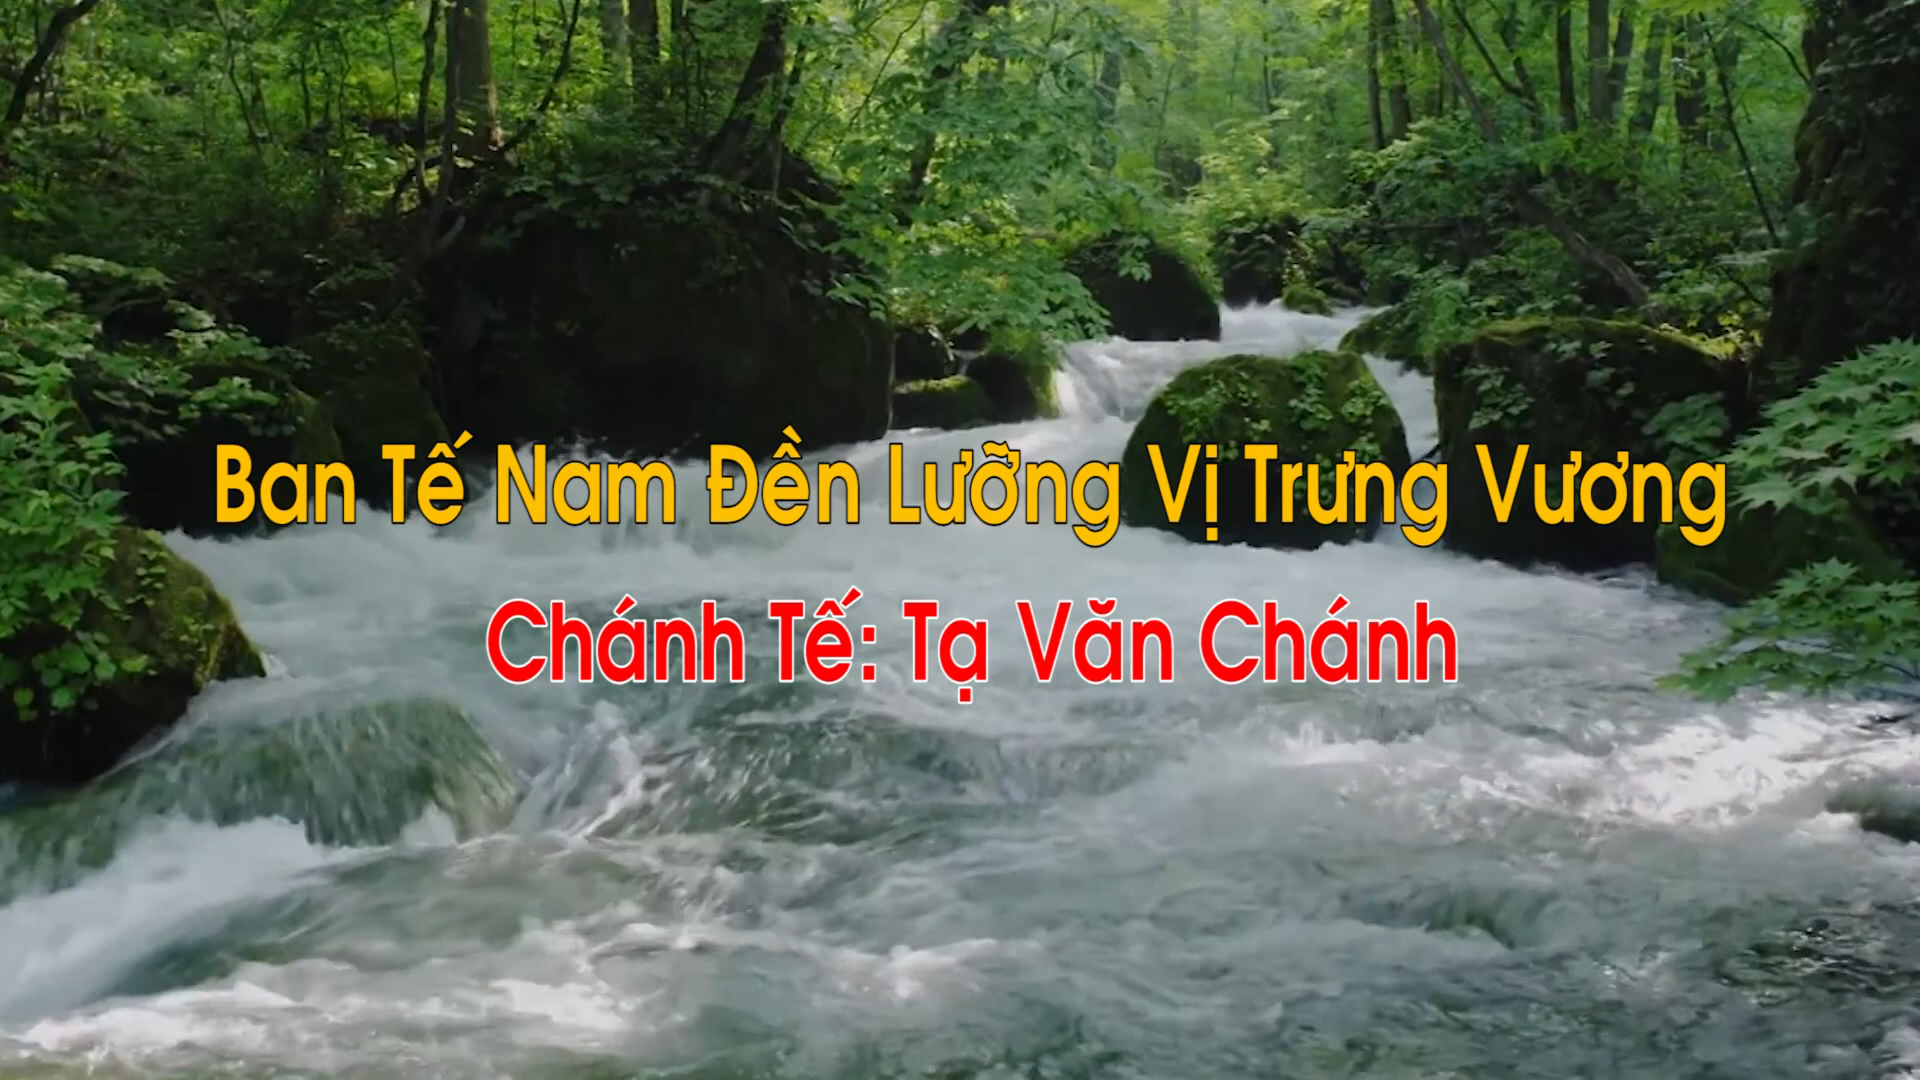 Ban Tế Nam Đền Lưỡng Vị Trưng Vương
Chánh Tế: Tạ Văn Chánh